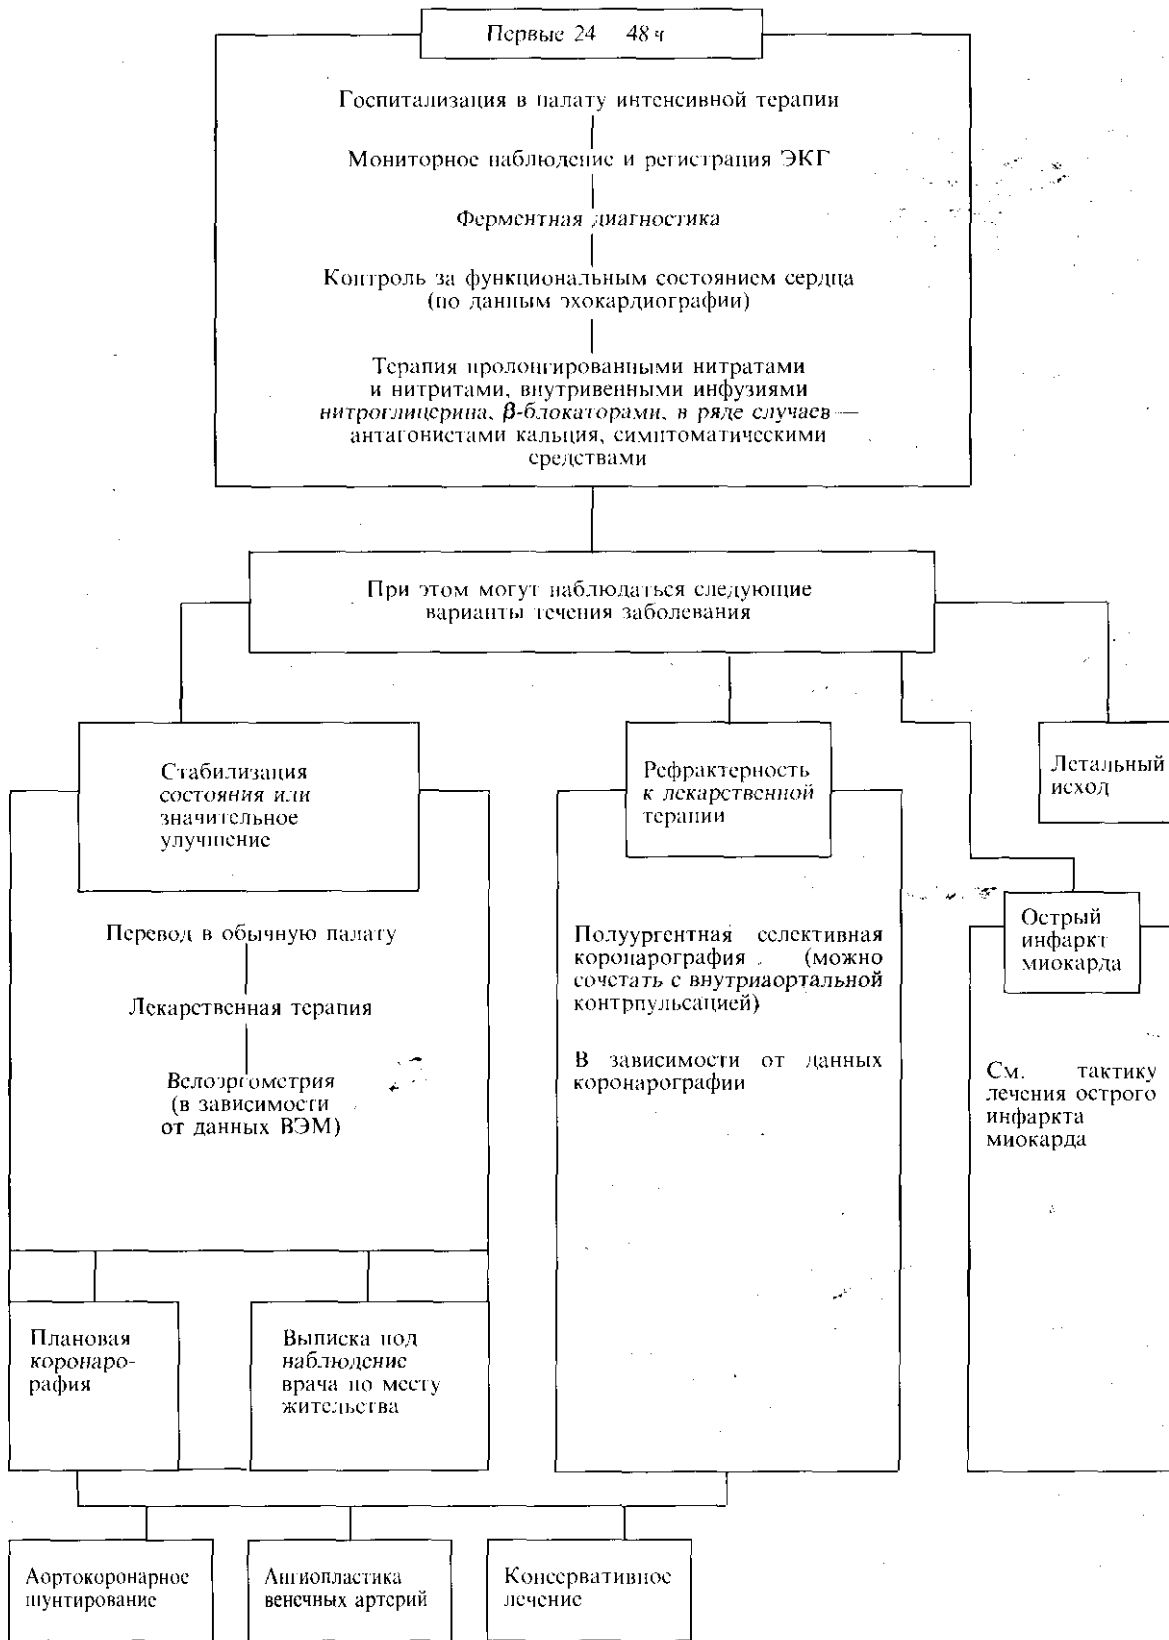 Первые 24 48 ч
Госпитализация в палату интенсивной терапии
Мониторное наблюдение и регистрация ЭКГ
Ферментная диагностика
Контроль за функциональным состоянием сердца
(по данным эхокардиографии)
Терапия пролонгированными нитратами
и нитритами, внутривенными инфузиями
нитроглицерина, β-блокаторами, в ряде случаев —
антагонистами кальция, симптоматическими
средствами
При этом могут наблюдаться следующие
варианты течения заболевания
Стабилизация
состояния или
значительное
улучшение
Перевод в обычную палату
Лекарственная терапия
Велоэргометрия
(в зависимости
от данных ВЭМ)
Плановая
коронаро-
рафия
Выписка под
наблюдение
врача по месту
жительства
Рефрактерность
к лекарственной
терапии
Полуургентная селективная
коронарография (можно
сочетать с внутриаортальной
контрпульсацией)
В зависимости от данных
коронарографии
Летальный
исход
Острый
инфаркт
миокарда
См. тактику
лечения острого
инфаркта
миокарда
Аортокоронарное
шунтирование
Ангиопластика
венечных артерий
Консервативное
лечение